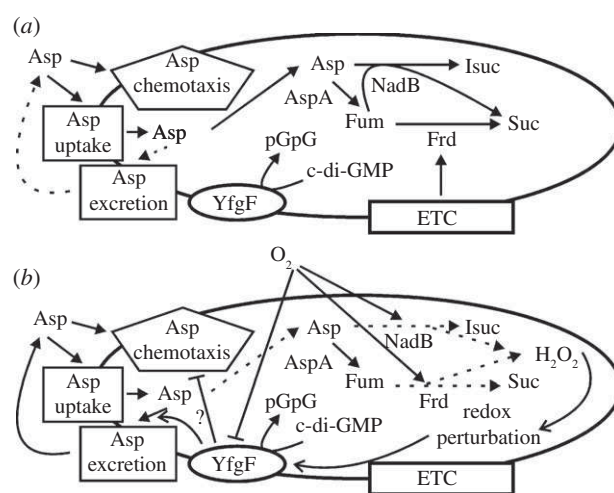 (a)
Asp
Asp
chemotaxis
Asp
Isuc
NadB
AspA
Asp
uptake
Asp
Fum
Suc
Frd
pGpG
c-di-GMP
Asp
excretion
YfgF
ETC
O2
(b)
Asp
Asp
chemotaxis
Asp
Isuc
NadB
H2O2
AspA
Asp
uptake
Asp
Fum
Suc
Frd
?
pGpG
redox
perturbation
c-di-GMP
Asp
excretion
YfgF
ETC